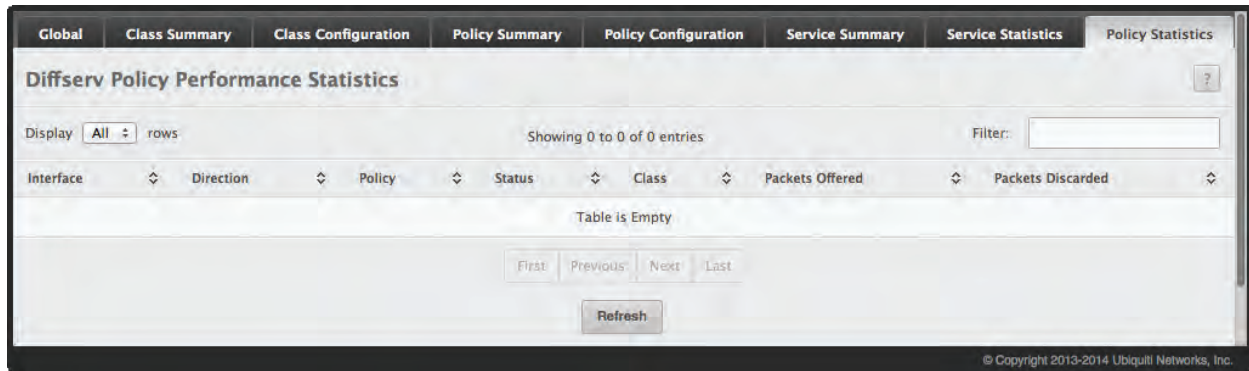 Global Class Summary Class Configuration Policy Summary Policy Configuration Service Summary Service Statistics Policy Statistics
Diffserv Policy Performance Statistics ?
Display All rows Showing 0 to 0 of 0 entries Filter:
Interface Direction Policy Status Class Packets Offered Packets Discarded
Table is Empty
First Previous Next Last
Refresh
© Copyright 2013-2014 Ubiquiti Networks, Inc.